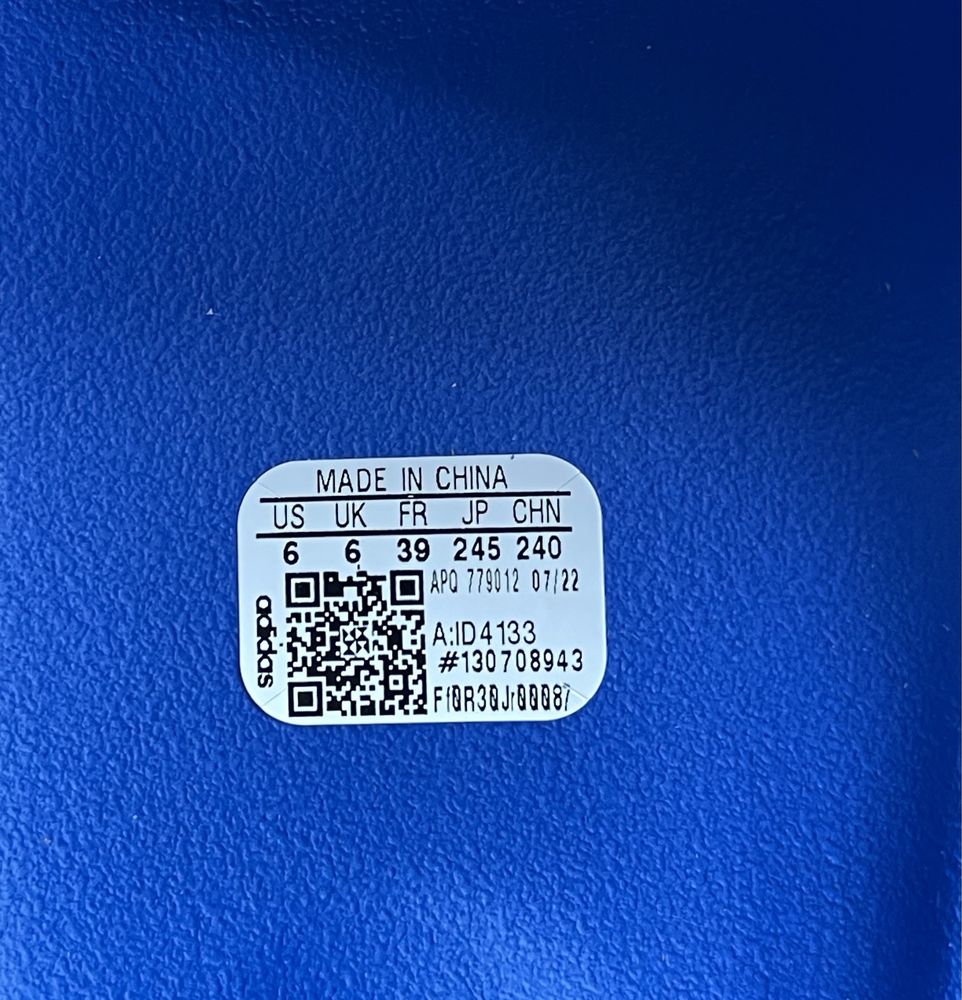 MADE IN CHINA
US UK FR JP CHN
6 6 39 245 240
APQ 779012 07/22
A:ID4133
#130708943
Ff0R30Jr00087
adidas